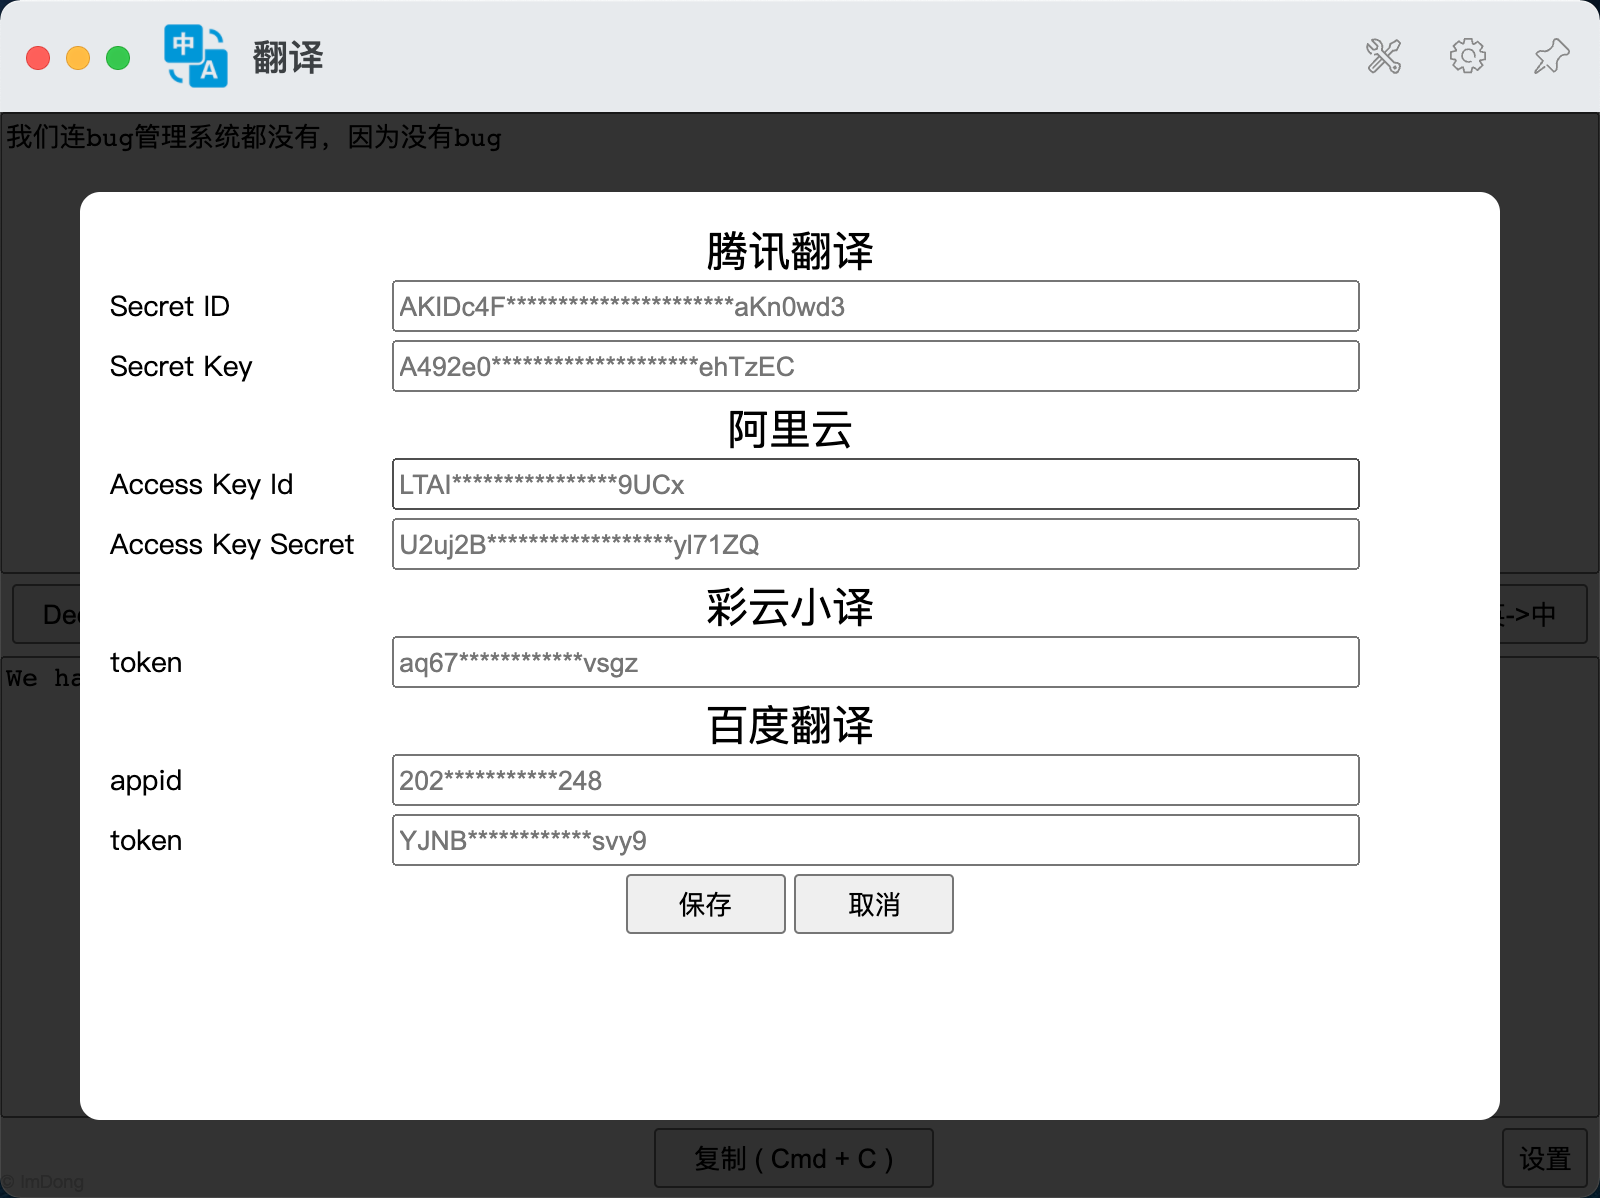 中 A 翻译
我们连bug管理系统都没有，因为没有bug
腾讯翻译
Secret ID AKIDc4F**********************aKn0wd3
Secret Key A492e0********************ehTzEC
阿里云
Access Key Id LTAI****************9UCx
Access Key Secret U2uj2B******************yI71ZQ
彩云小译
token aq67************vsgz
百度翻译
appid 202***********248
token YJNB************svy9
保存 取消
->中
We ha
复制 ( Cmd + C ) 设置
© ImDong